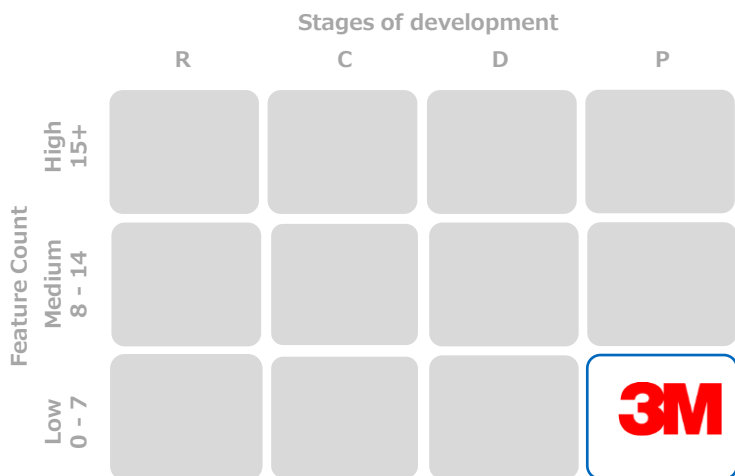 Stages of development
R C D P
High
15+
Feature Count
Medium
8 - 14
Low
0 - 7
3M